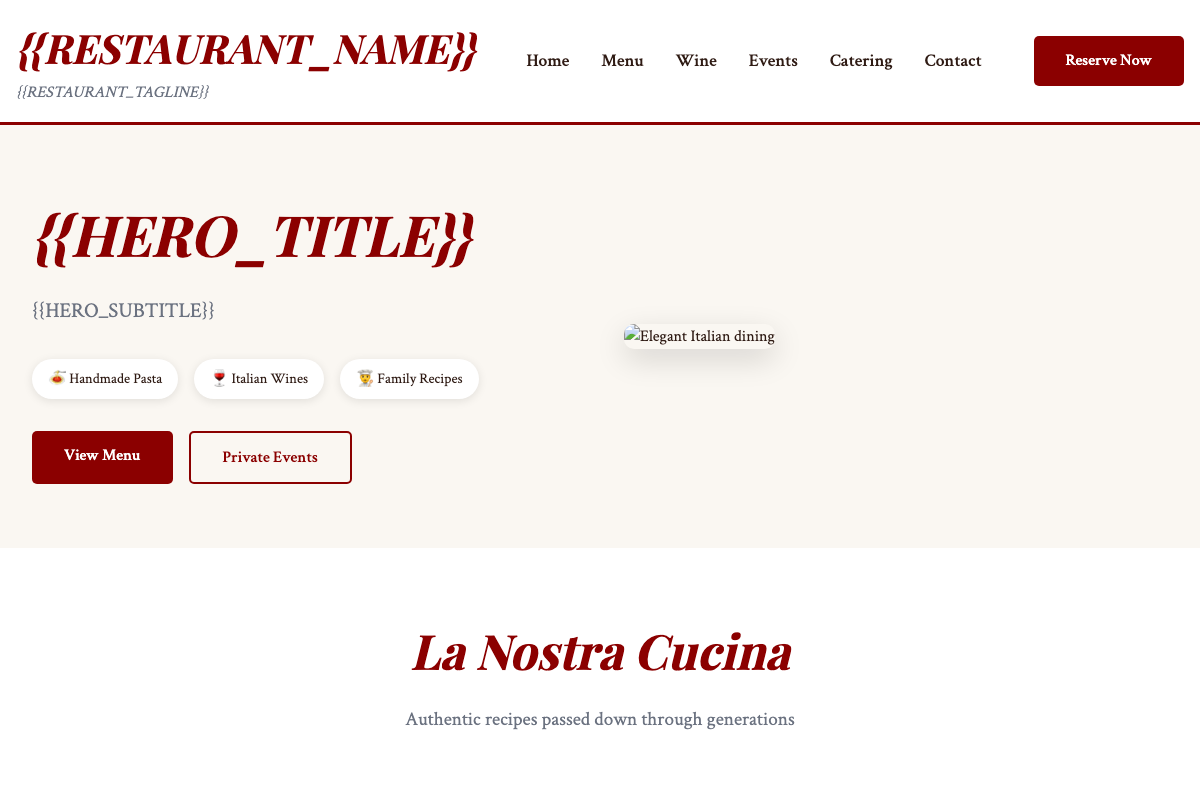 {{RESTAURANT_NAME}}
{{RESTAURANT_TAGLINE}}
Home Menu Wine Events Catering Contact
Reserve Now
{{HERO_TITLE}}
{{HERO_SUBTITLE}}
🍝 Handmade Pasta 🍷 Italian Wines 👨‍🍳 Family Recipes
View Menu Private Events
Elegant Italian dining
La Nostra Cucina
Authentic recipes passed down through generations